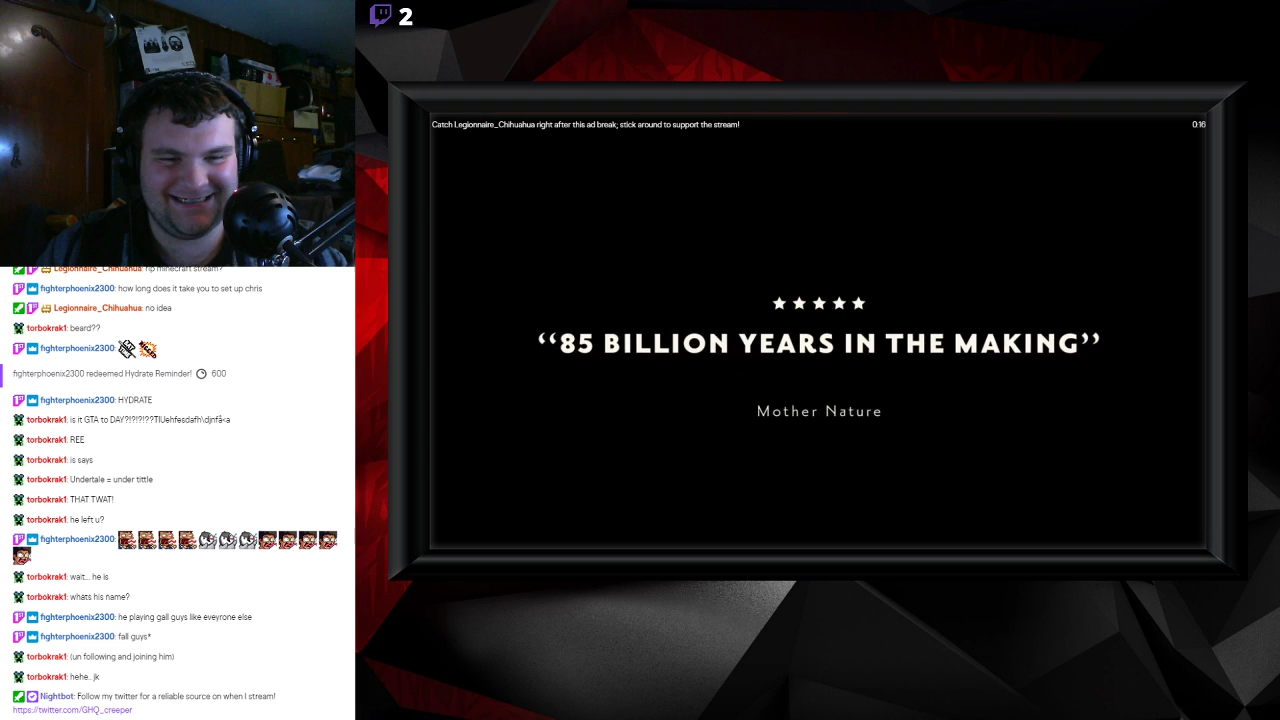 2
Catch Legionnaire_Chihuahua right after this ad break; stick around to support the stream!
0:16
“85 BILLION YEARS IN THE MAKING”
Mother Nature
Legionnaire_Chihuahua: rip minecraft stream?
fighterphoenix2300: how long does it take you to set up chris
Legionnaire_Chihuahua: no idea
torbokrak1: beard??
fighterphoenix2300:
fighterphoenix2300 redeemed Hydrate Reminder! 600
fighterphoenix2300: HYDRATE
torbokrak1: is it GTA to DAY?!?!?!??TIUehfesdafh\djnfå<a
torbokrak1: REE
torbokrak1: is says
torbokrak1: Undertale = under tittle
torbokrak1: THAT TWAT!
torbokrak1: he left u?
fighterphoenix2300:
torbokrak1: wait... he is
torbokrak1: whats his name?
fighterphoenix2300: he playing gall guys like eveyrone else
fighterphoenix2300: fall guys*
torbokrak1: (un following and joining him)
torbokrak1: hehe.. jk
Nightbot: Follow my twitter for a reliable source on when I stream!
https://twitter.com/GHQ_creeper